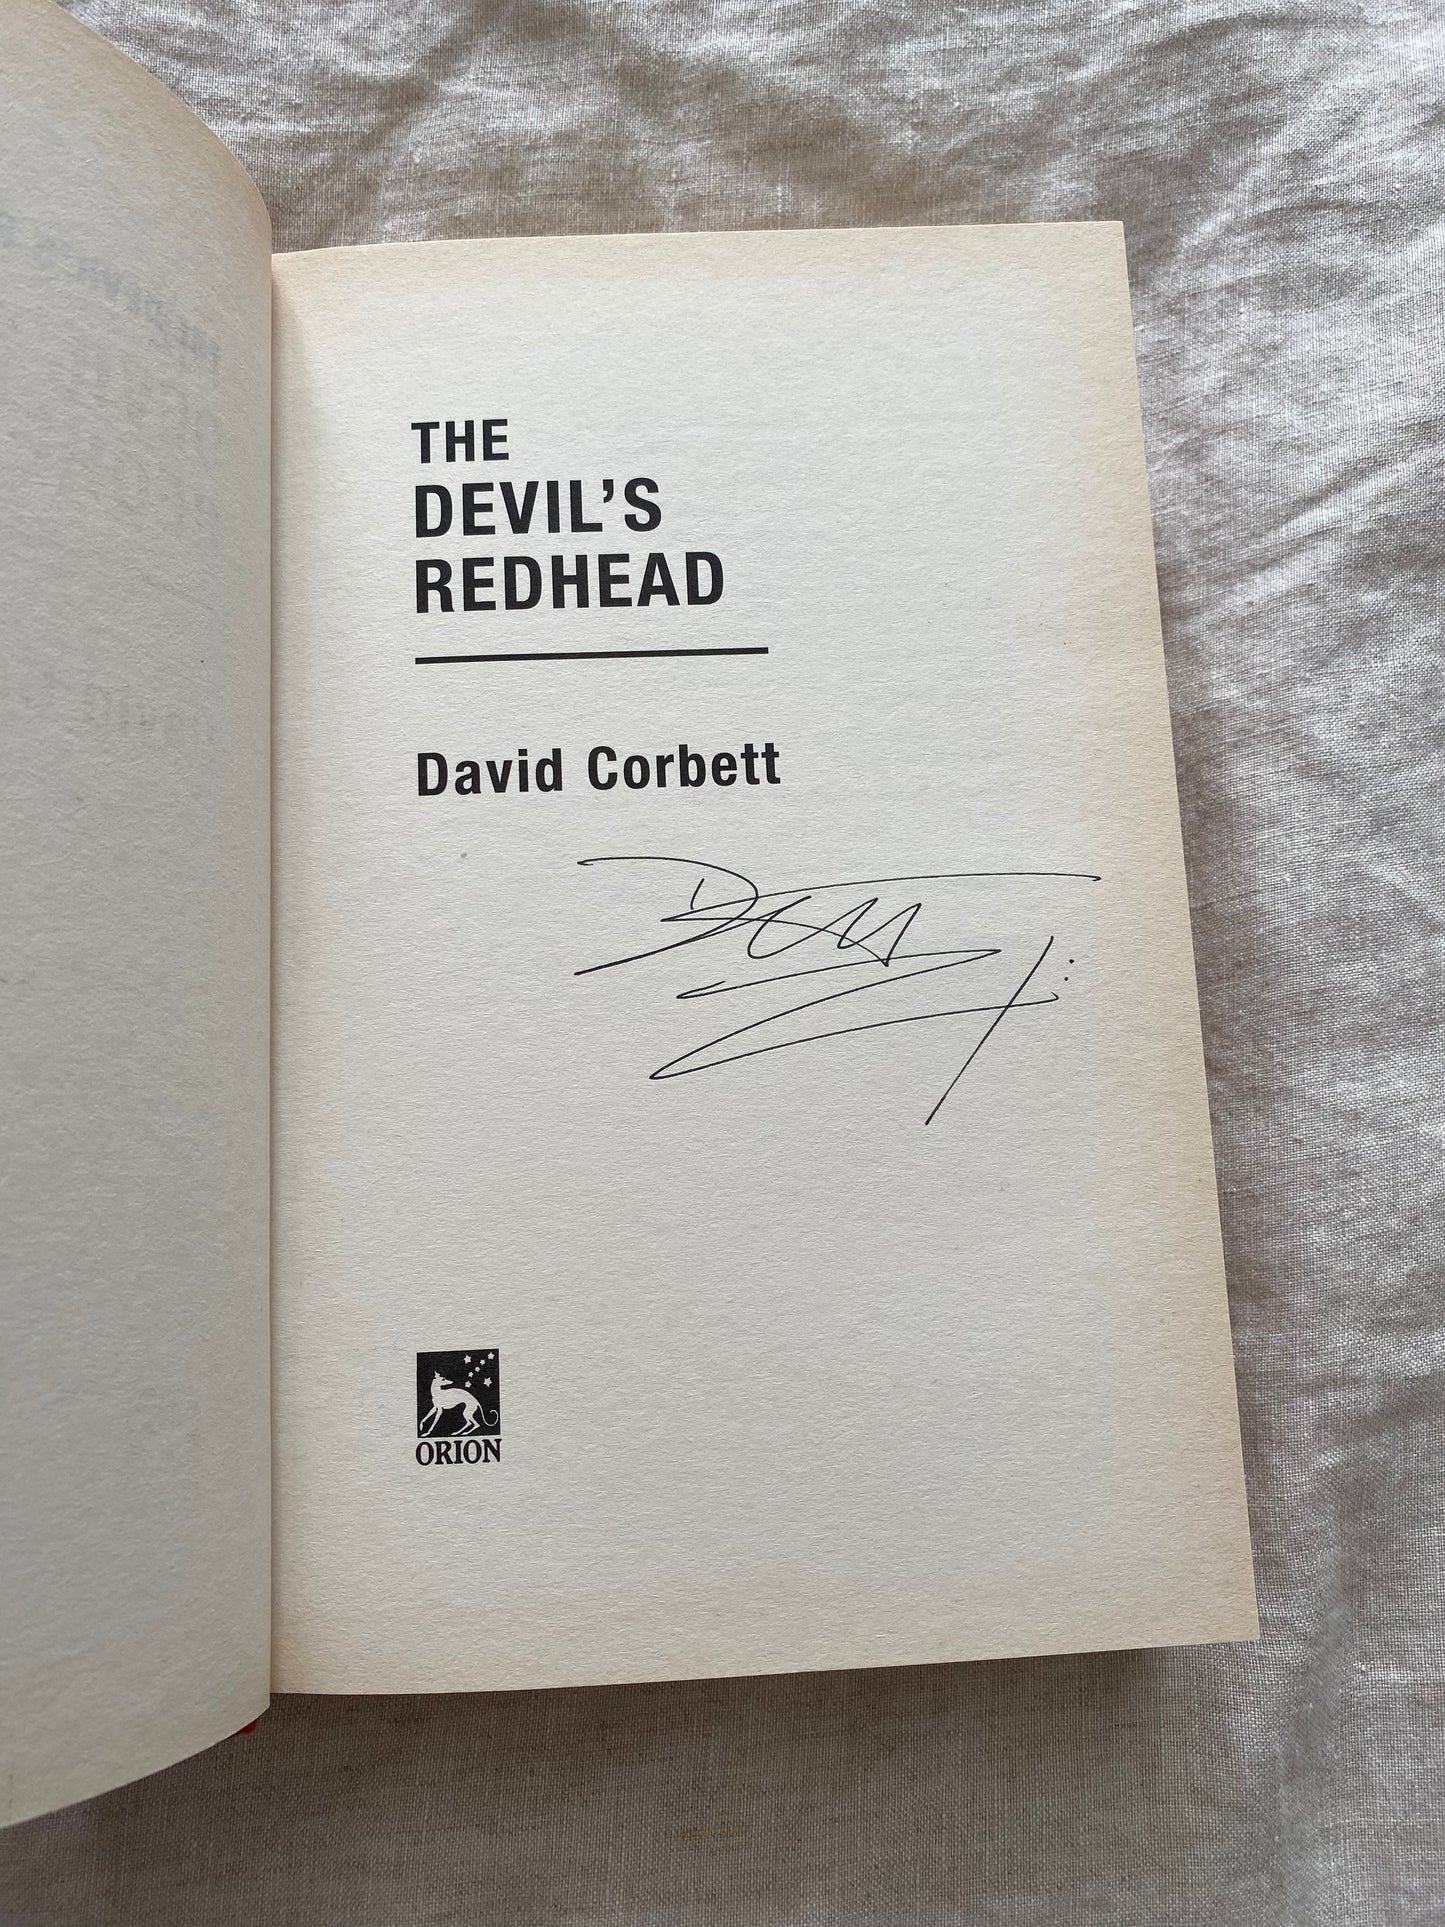 THE
DEVIL'S
REDHEAD
David Corbett
ORION